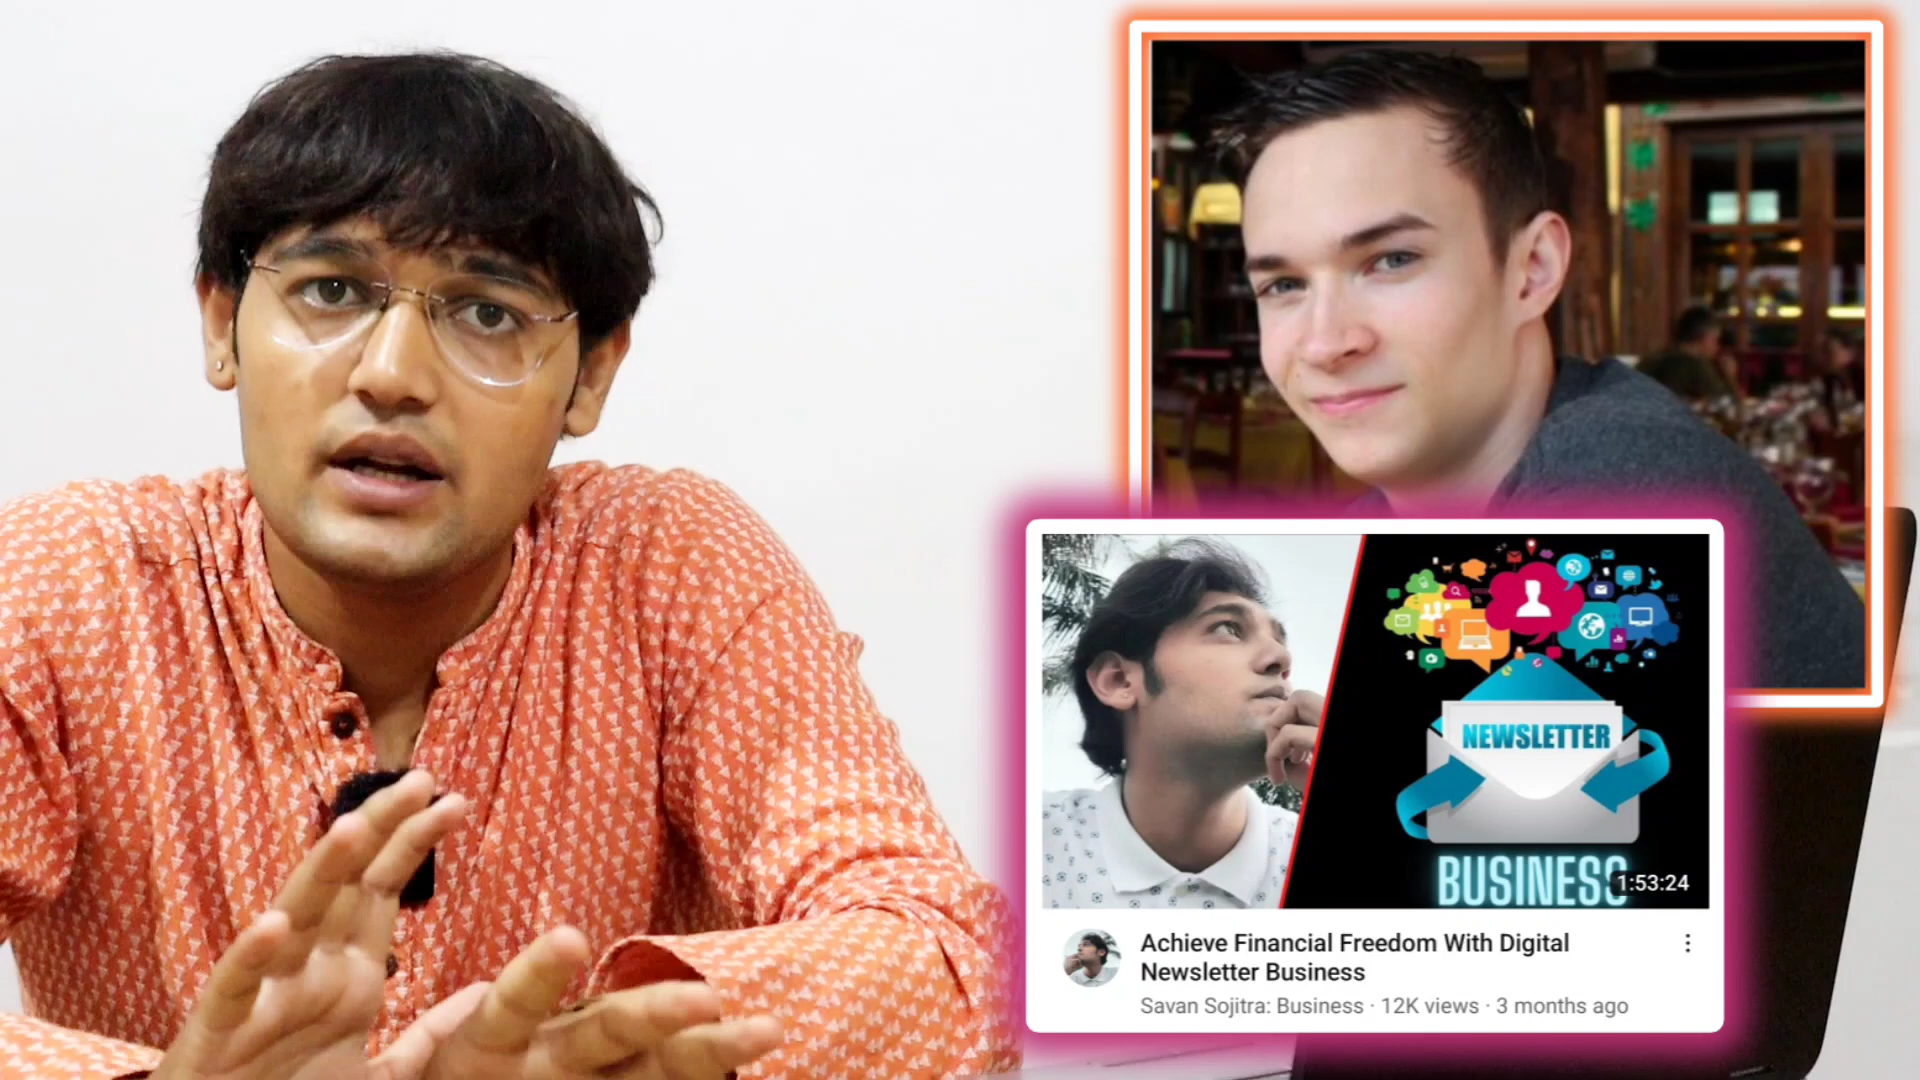 NEWSLETTER
BUSINESS
1:53:24
Achieve Financial Freedom With Digital
Newsletter Business
Savan Sojitra: Business · 12K views · 3 months ago